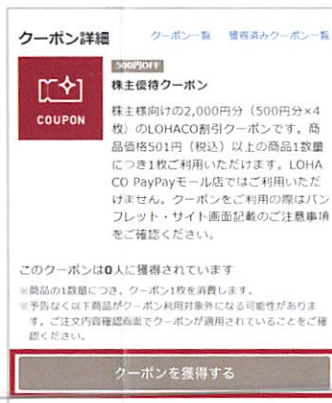 クーポン詳細 クーポン一覧 獲得済みクーポン一覧
500円OFF
株主優待クーポン
COUPON
株主様向けの2,000円分（500円分×4
枚）のLOHACO割引クーポンです。商
品価格501円（税込）以上の商品1数量
につき1枚ご利用いただけます。LOHA
CO PayPayモール店ではご利用いただ
けません。クーポンをご利用の際はパン
フレット・サイト画面記載のご注意事項
をご確認ください。
このクーポンは0人に獲得されています
※商品の1数量につき、クーポン1枚を消費します。
※予告なく以下商品がクーポン利用対象外になる可能性がありま
す。ご注文内容確認画面でクーポンが適用されていることをご確
認ください。
クーポンを獲得する